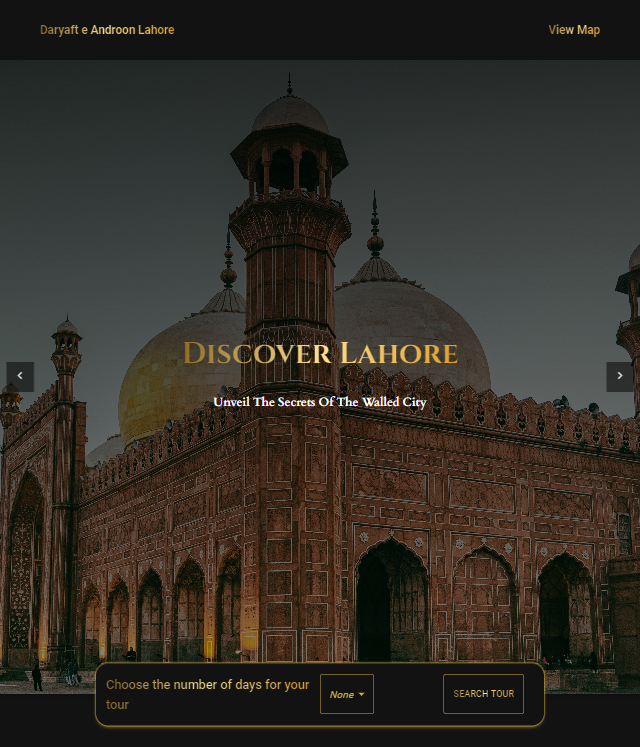 Daryaft e Androon Lahore
View Map
Discover Lahore
Unveil The Secrets Of The Walled City
Choose the number of days for your
tour
None
SEARCH TOUR